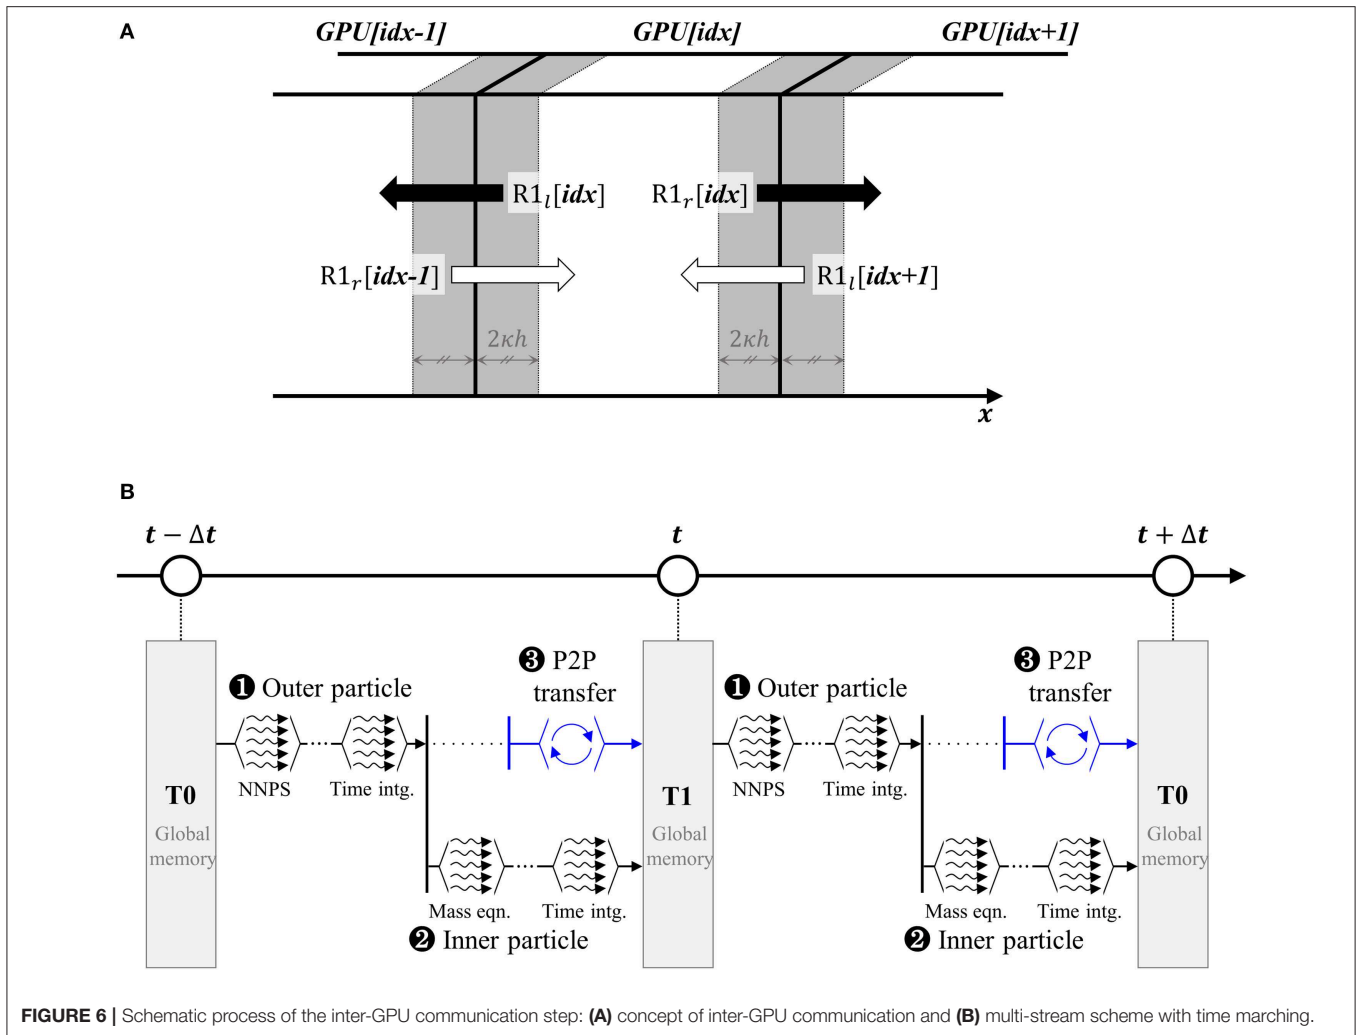 A
GPU[idx-1] GPU[idx] GPU[idx+1]
R1l[idx] R1r[idx]
R1r[idx-1] R1l[idx+1]
2κh 2κh
x
B
t − Δt t t + Δt
❸ P2P transfer ❸ P2P transfer
❶ Outer particle ❶ Outer particle
NNPS Time intg. NNPS Time intg.
T0 T1 T0
Global memory Global memory Global memory
Mass eqn. Time intg. Mass eqn. Time intg.
❷ Inner particle ❷ Inner particle
FIGURE 6 | Schematic process of the inter-GPU communication step: (A) concept of inter-GPU communication and (B) multi-stream scheme with time marching.